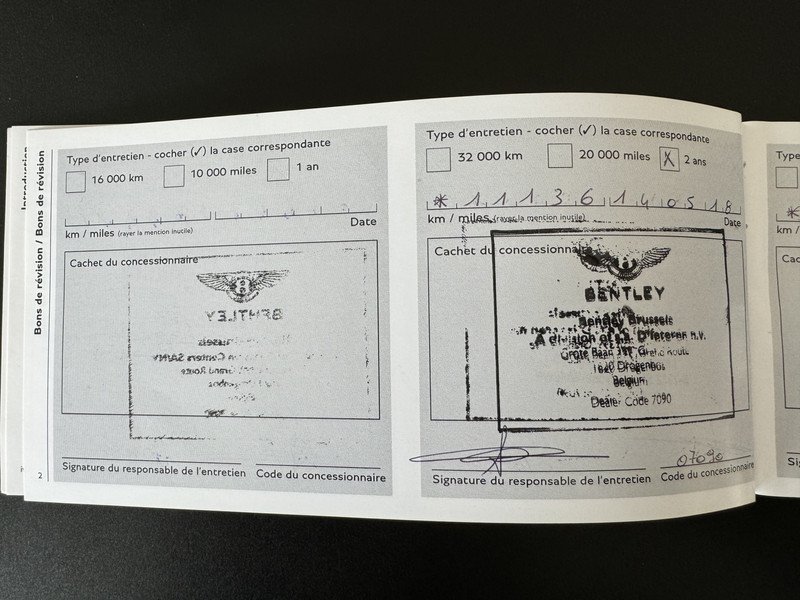 Bons de révision / Bons de révision
Type d'entretien - cocher (✓) la case correspondante
16 000 km
10 000 miles
1 an
km / miles (rayer la mention inutile)
Date
Cachet du concessionnaire
BENTLEY
Signature du responsable de l'entretien
Code du concessionnaire
2
Type d'entretien - cocher (✓) la case correspondante
32 000 km
20 000 miles
X 2 ans
* 1 1 1 3 6 1 4 0 5 1 8
km / miles (rayer la mention inutile)
Date
Cachet du concessionnaire
BENTLEY
Bentley Brussels
A division of D'Ieteren n.v.
Grote Baan
1620 Drogenbos
Belgium
Dealer Code 7090
07090
Signature du responsable de l'entretien
Code du concessionnaire
km /